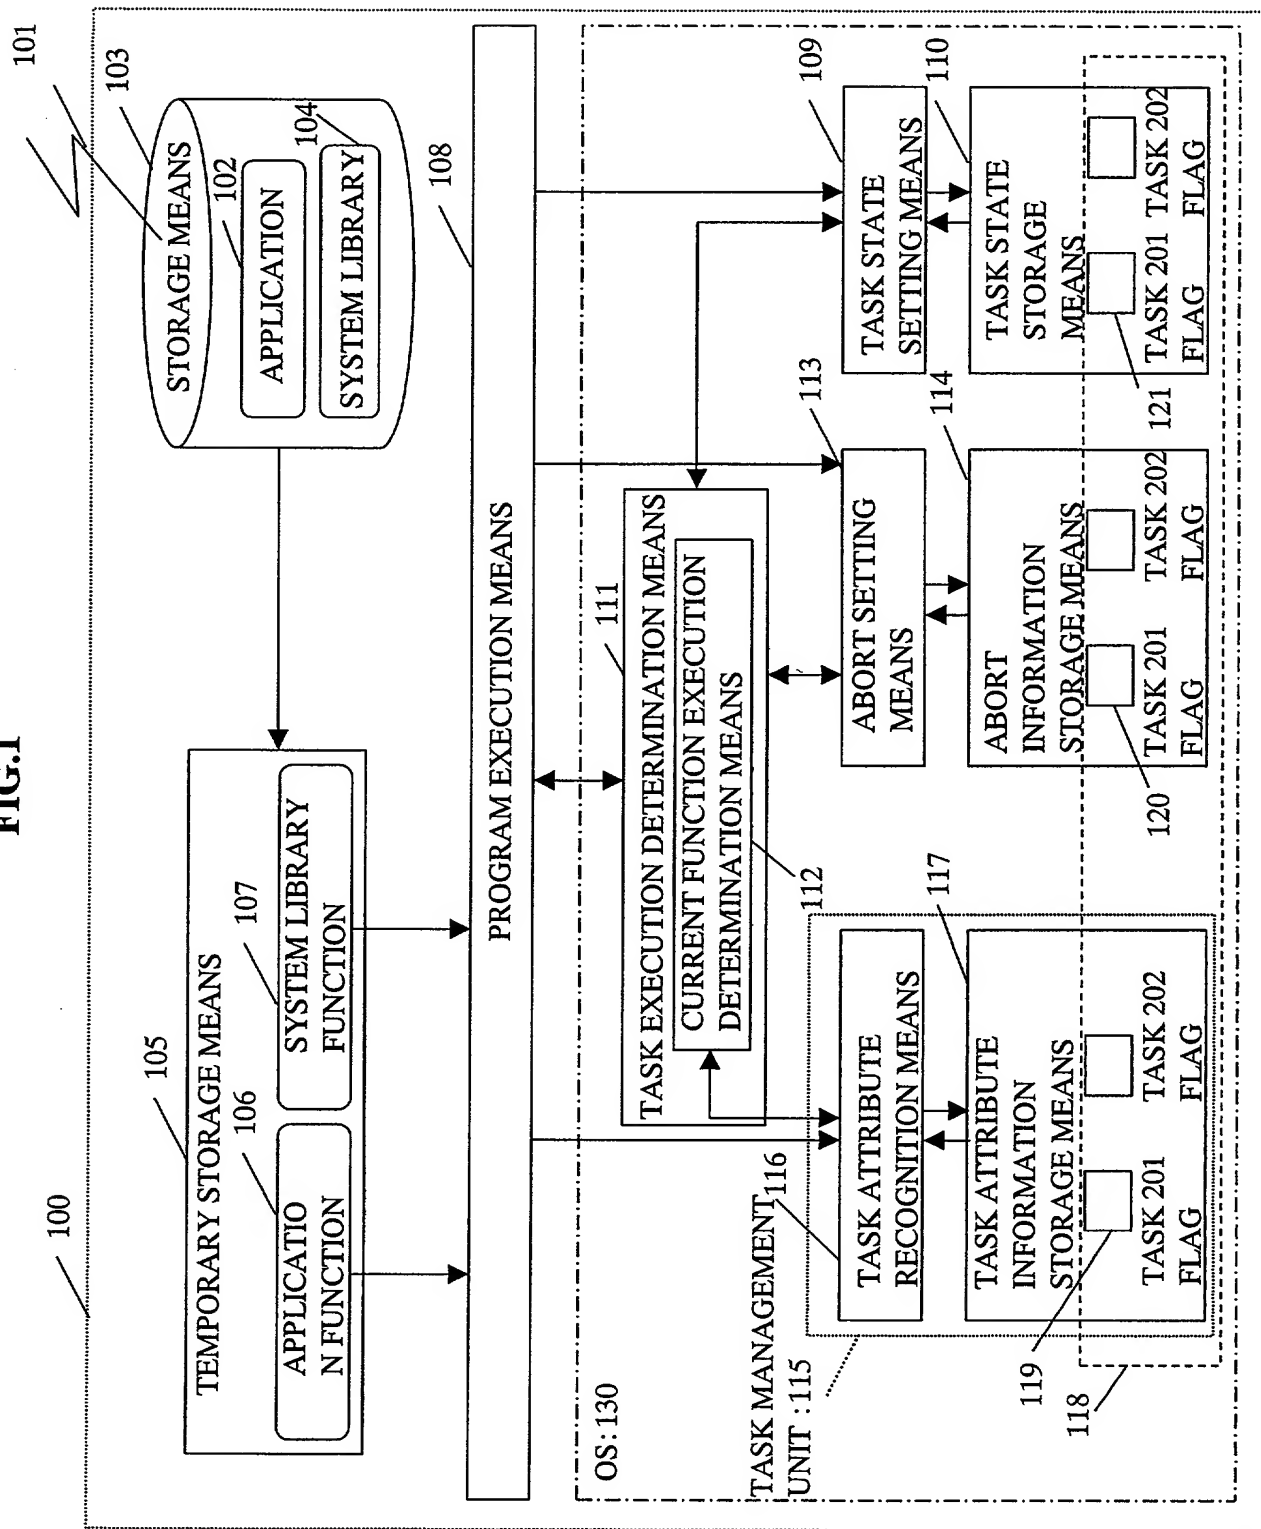 FIG.1
100
101
TEMPORARY STORAGE MEANS
105
106
APPLICATIO
N FUNCTION
107
SYSTEM LIBRARY
FUNCTION
STORAGE MEANS
103
102
APPLICATION
104
SYSTEM LIBRARY
PROGRAM EXECUTION MEANS
108
OS : 130
TASK EXECUTION DETERMINATION MEANS
111
CURRENT FUNCTION EXECUTION
DETERMINATION MEANS
112
TASK MANAGEMENT
UNIT : 115
116
TASK ATTRIBUTE
RECOGNITION MEANS
117
TASK ATTRIBUTE
INFORMATION
STORAGE MEANS
TASK 201
FLAG
TASK 202
FLAG
119
118
113
ABORT SETTING
MEANS
114
ABORT
INFORMATION
STORAGE MEANS
TASK 201
FLAG
TASK 202
FLAG
120
109
TASK STATE
SETTING MEANS
110
TASK STATE
STORAGE
MEANS
TASK 201
FLAG
TASK 202
FLAG
121